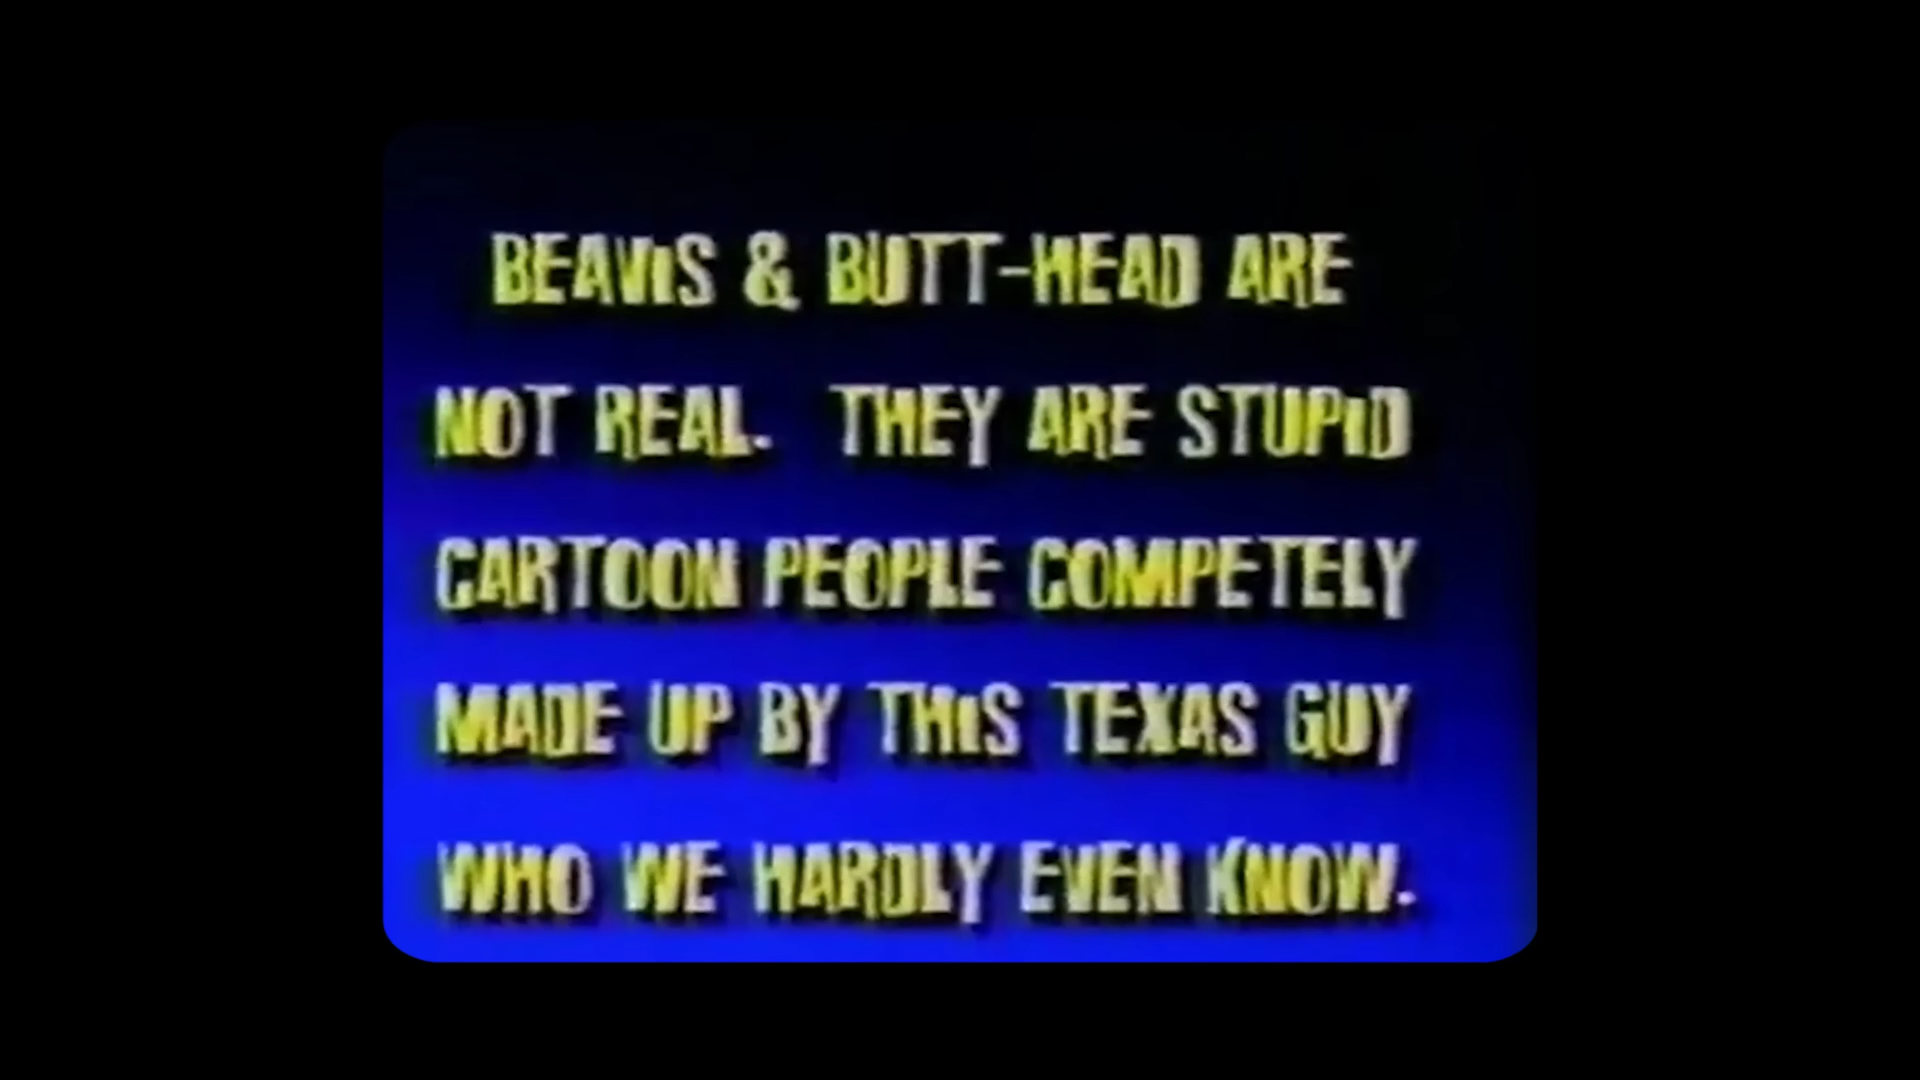 BEAVIS & BUTT-HEAD ARE
NOT REAL. THEY ARE STUPID
CARTOON PEOPLE COMPETELY
MADE UP BY THIS TEXAS GUY
WHO WE HARDLY EVEN KNOW.